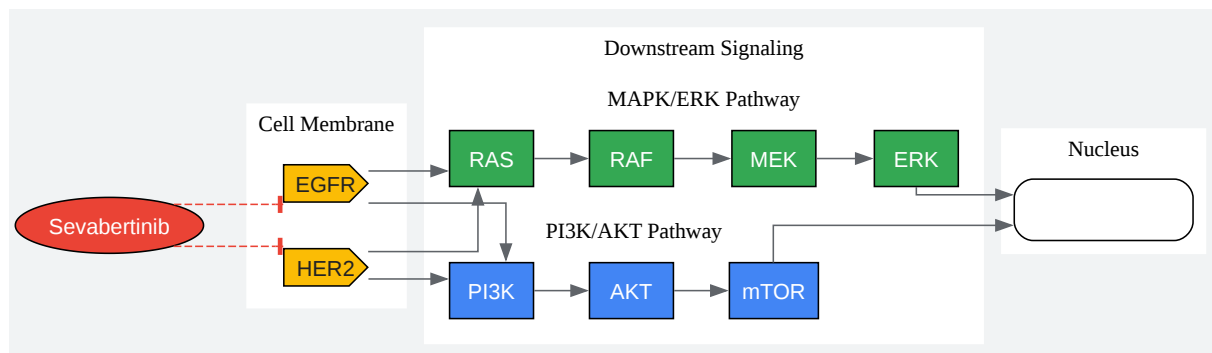 Downstream Signaling
MAPK/ERK Pathway
Cell Membrane
Nucleus
RAS
RAF
MEK
ERK
EGFR
Sevabertinib
PI3K/AKT Pathway
HER2
PI3K
AKT
mTOR